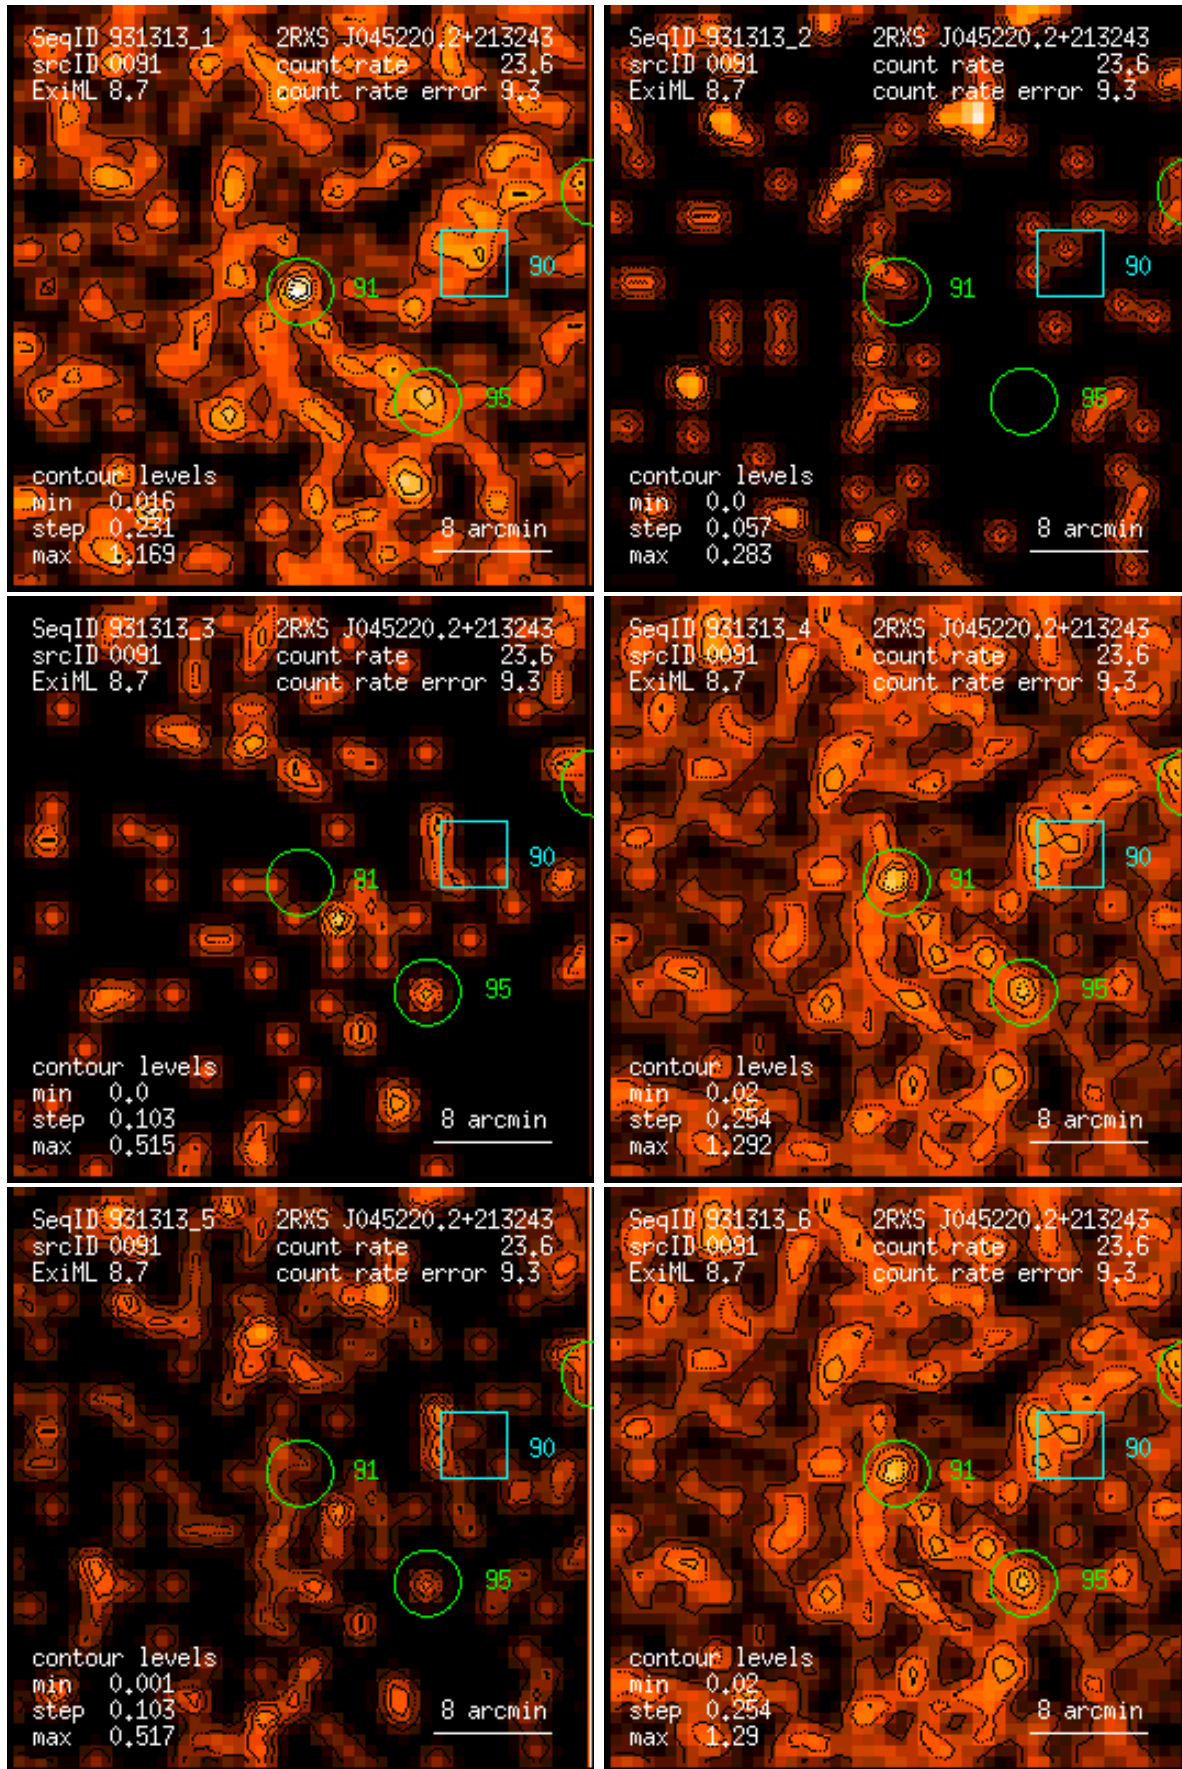 SeqID 931313_1 2RXS J045220.2+213243
srcID 0091 count rate 23.6
ExiML 8.7 count rate error 9.3
91
90
95
contour levels
min 0.016
step 0.231
max 1.169
8 arcmin
SeqID 931313_2 2RXS J045220.2+213243
srcID 0091 count rate 23.6
ExiML 8.7 count rate error 9.3
90
91
95
contour levels
min 0.0
step 0.057
max 0.283
8 arcmin
SeqID 931313_3 2RXS J045220.2+213243
srcID 0091 count rate 23.6
ExiML 8.7 count rate error 9.3
90
91
95
contour levels
min 0.0
step 0.103
max 0.515
8 arcmin
SeqID 931313_4 2RXS J045220.2+213243
srcID 0091 count rate 23.6
ExiML 8.7 count rate error 9.3
90
91
95
contour levels
min 0.02
step 0.254
max 1.292
8 arcmin
SeqID 931313_5 2RXS J045220.2+213243
srcID 0091 count rate 23.6
ExiML 8.7 count rate error 9.3
90
91
95
contour levels
min 0.001
step 0.103
max 0.517
8 arcmin
SeqID 931313_6 2RXS J045220.2+213243
srcID 0091 count rate 23.6
ExiML 8.7 count rate error 9.3
90
91
95
contour levels
min 0.02
step 0.254
max 1.29
8 arcmin